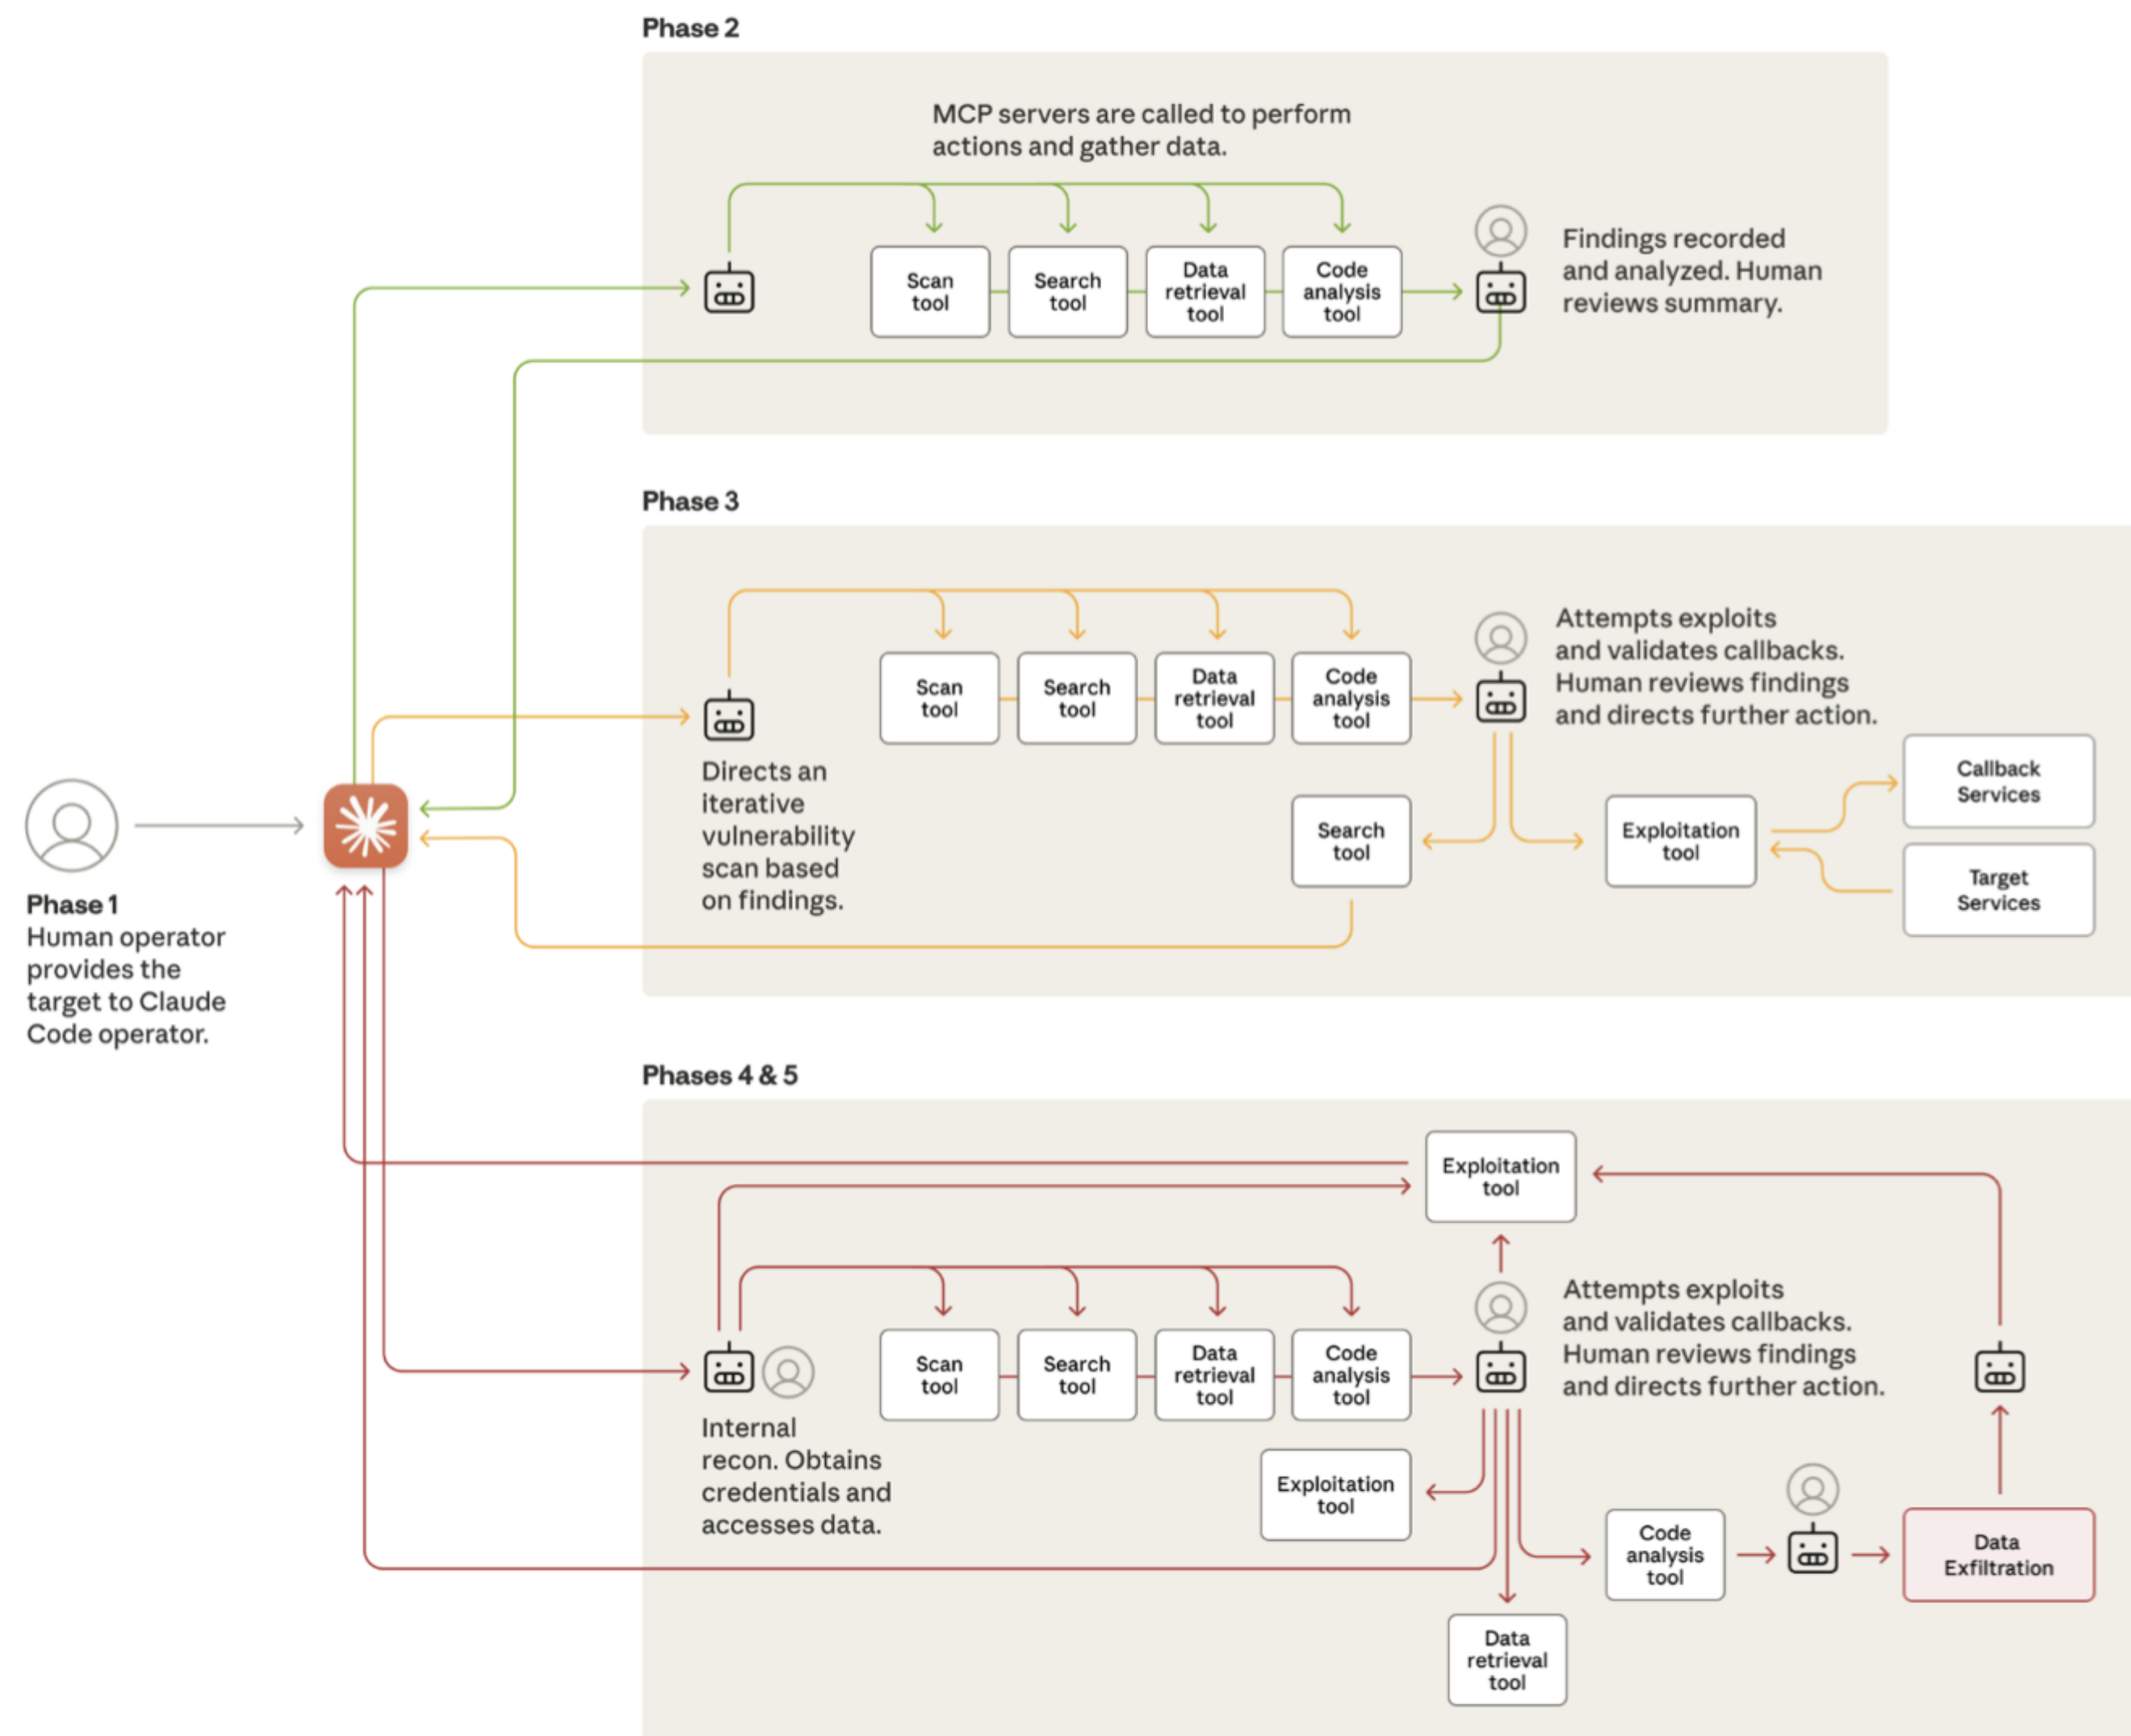 Phase 2
MCP servers are called to perform
actions and gather data.
Scan
tool
Search
tool
Data
retrieval
tool
Code
analysis
tool
Findings recorded
and analyzed. Human
reviews summary.
Phase 3
Scan
tool
Search
tool
Data
retrieval
tool
Code
analysis
tool
Attempts exploits
and validates callbacks.
Human reviews findings
and directs further action.
Directs an
iterative
vulnerability
scan based
on findings.
Search
tool
Exploitation
tool
Callback
Services
Target
Services
Phase 1
Human operator
provides the
target to Claude
Code operator.
Phases 4 & 5
Exploitation
tool
Scan
tool
Search
tool
Data
retrieval
tool
Code
analysis
tool
Attempts exploits
and validates callbacks.
Human reviews findings
and directs further action.
Internal
recon. Obtains
credentials and
accesses data.
Exploitation
tool
Code
analysis
tool
Data
Exfiltration
Data
retrieval
tool